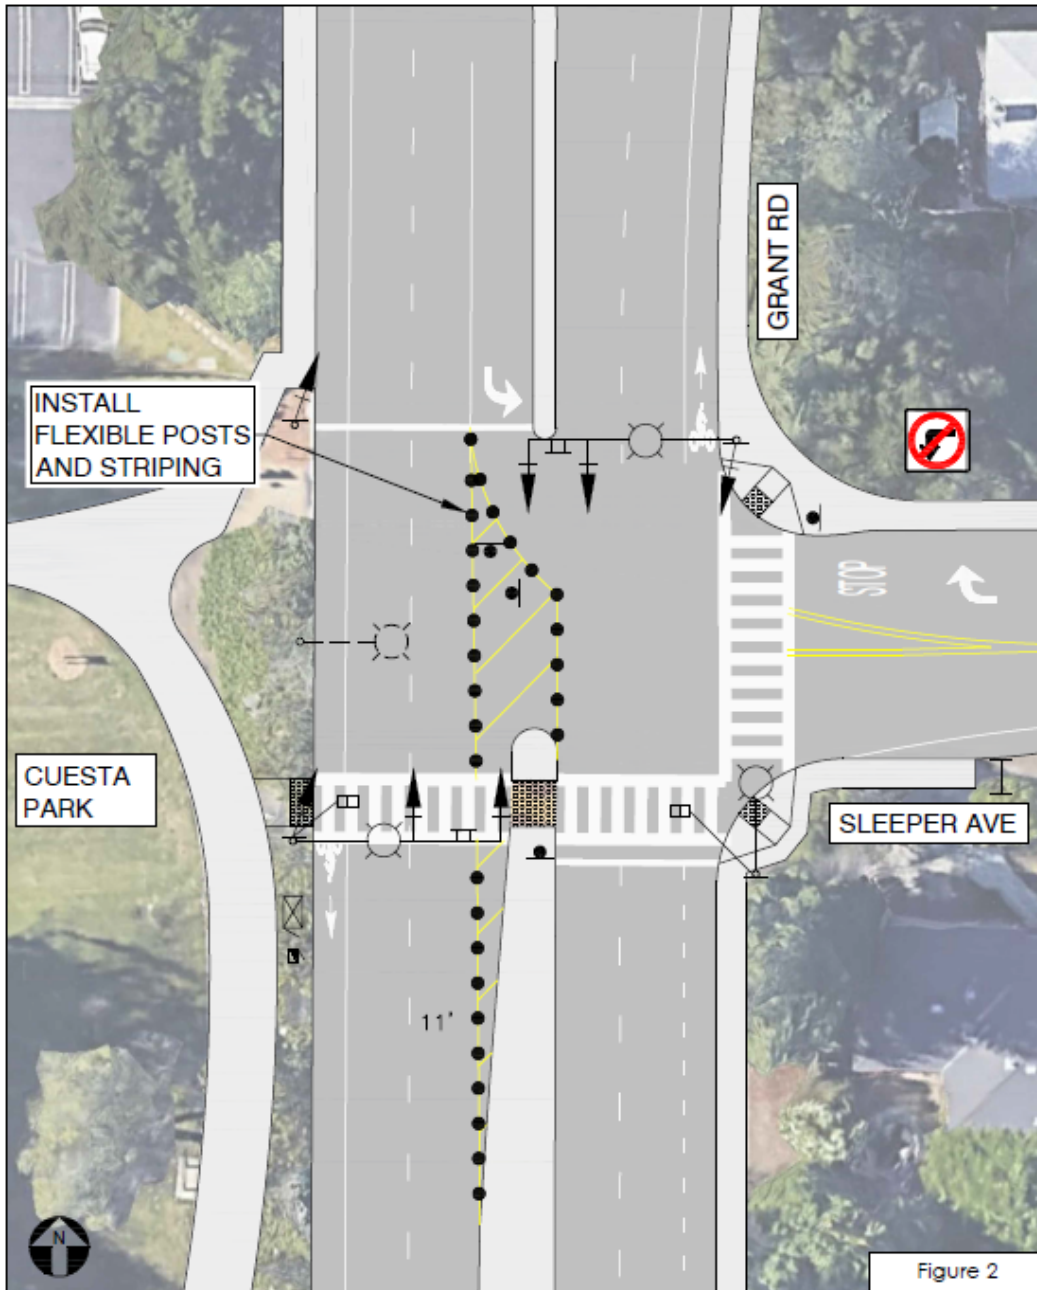 GRANT RD
INSTALL
FLEXIBLE POSTS
AND STRIPING
STOP
CUESTA
PARK
SLEEPER AVE
11'
N
Figure 2